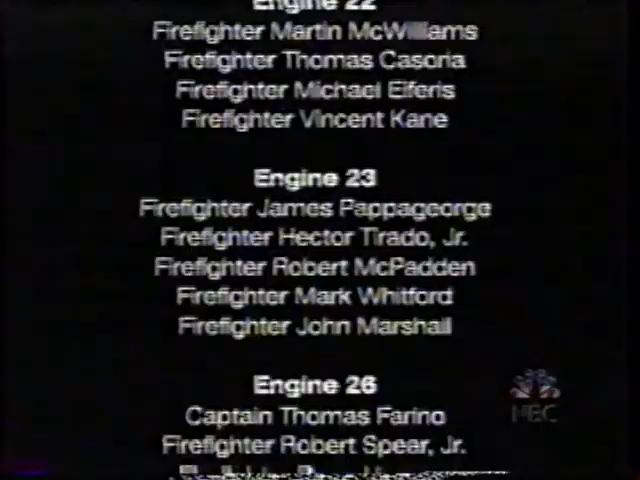 Engine 22
Firefighter Martin McWilliams
Firefighter Thomas Casoria
Firefighter Michael Elferis
Firefighter Vincent Kane
Engine 23
Firefighter James Pappageorge
Firefighter Hector Tirado, Jr.
Firefighter Robert McPadden
Firefighter Mark Whitford
Firefighter John Marshall
Engine 26
Captain Thomas Farino
Firefighter Robert Spear, Jr.
NBC